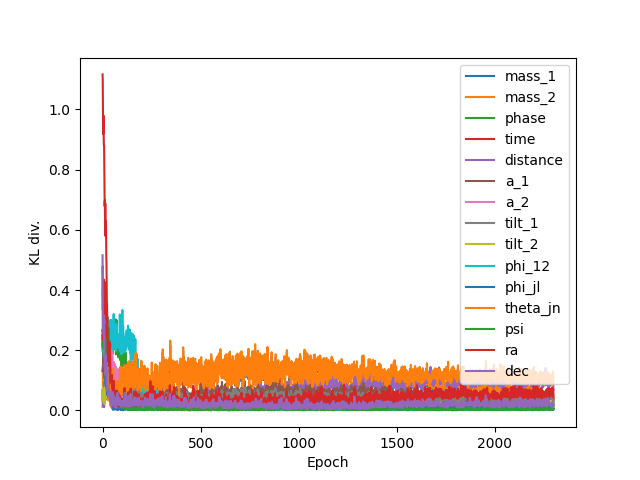 KL div.
1.0
0.8
0.6
0.4
0.2
0.0
0
500
1000
1500
2000
Epoch
mass_1
mass_2
phase
time
distance
a_1
a_2
tilt_1
tilt_2
phi_12
phi_jl
theta_jn
psi
ra
dec